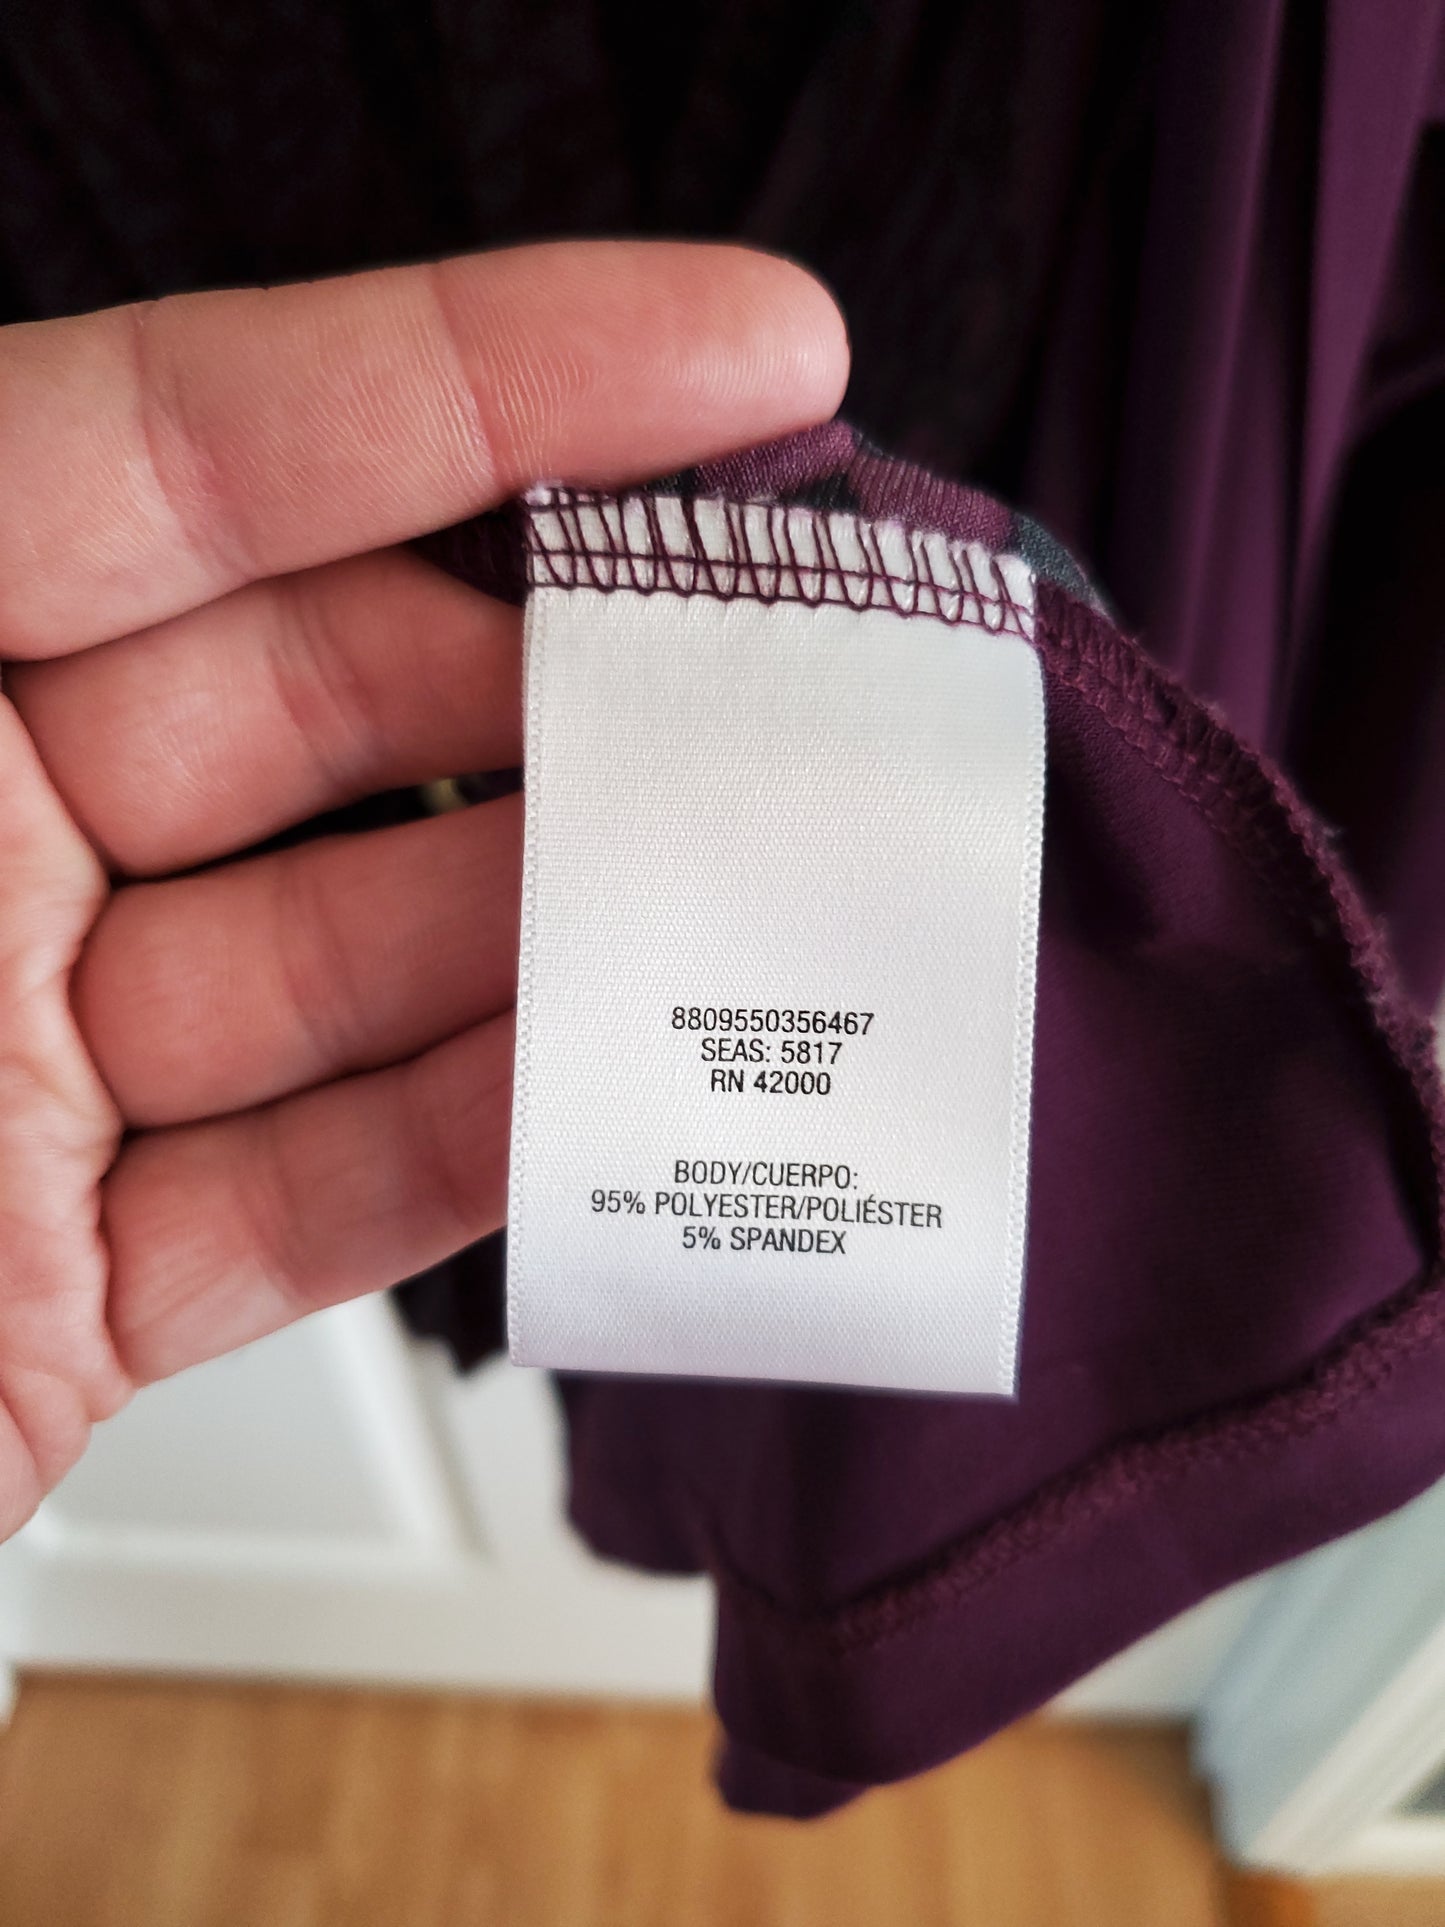 8809550356467
SEAS: 5817
RN 42000
BODY/CUERPO:
95% POLYESTER/POLIÉSTER
5% SPANDEX